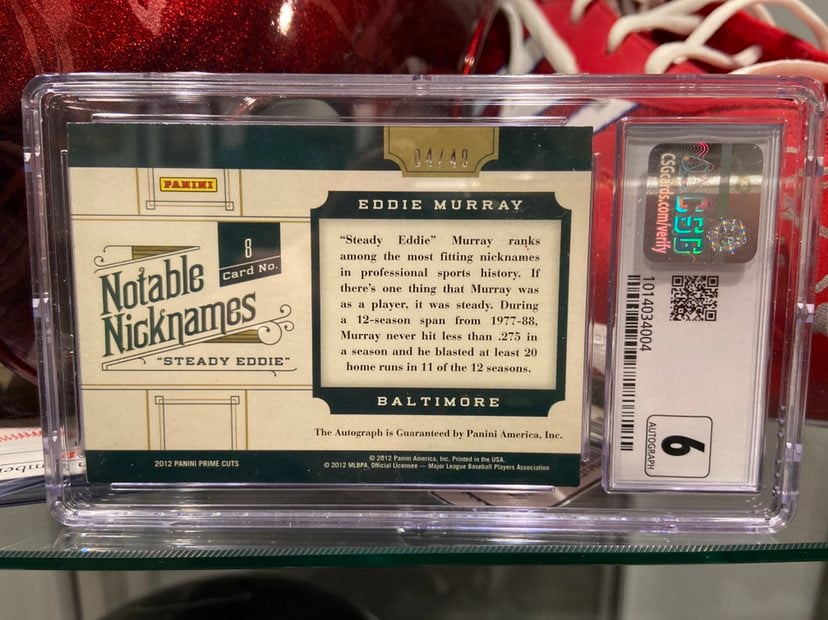 04/49
PANINI
8
Card No.
Notable
Nicknames
"STEADY EDDIE"
EDDIE MURRAY
"Steady Eddie" Murray ranks
among the most fitting nicknames
in professional sports history. If
there's one thing that Murray was
as a player, it was steady. During
a 12-season span from 1977-88,
Murray never hit less than .275 in
a season and he blasted at least 20
home runs in 11 of the 12 seasons.
BALTIMORE
The Autograph is Guaranteed by Panini America, Inc.
2012 PANINI PRIME CUTS
© 2012 Panini America, Inc. Printed in the USA.
© 2012 MLBPA, Official Licensee — Major League Baseball Players Association
CSG
CSGcards.com/verify
1014034004
AUTOGRAPH